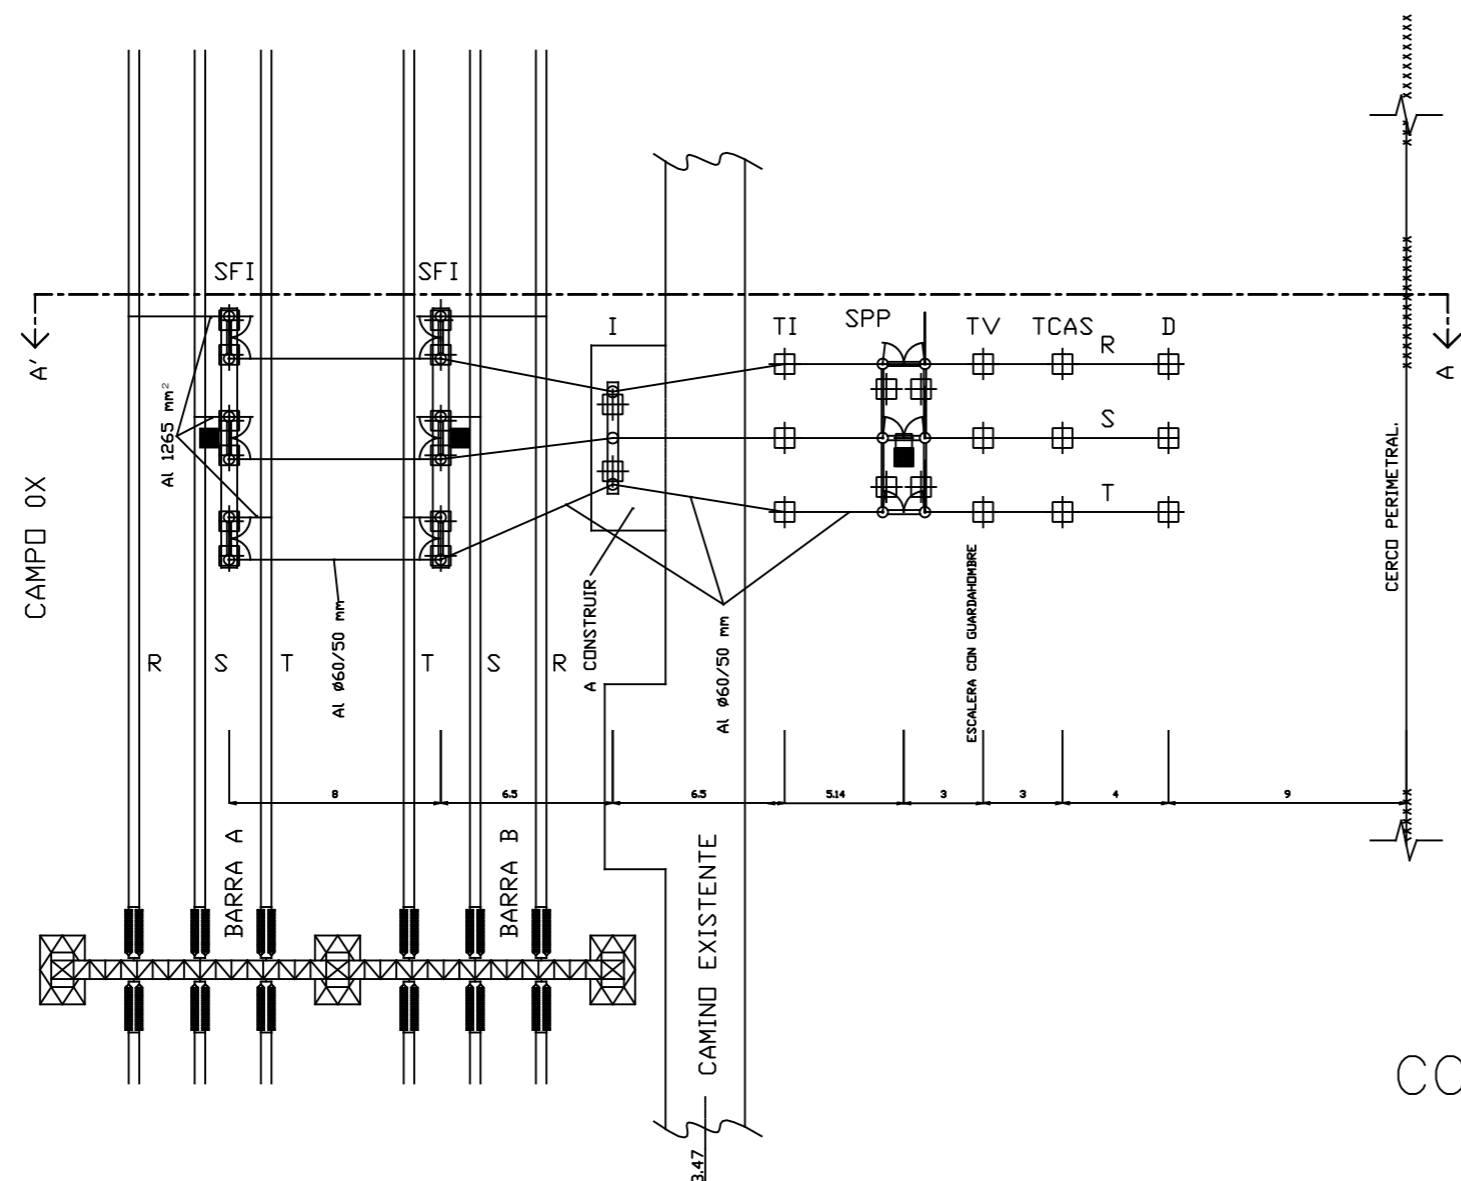 SFI
SFI
I
TI
SPP
TV
TCAS
R
D
A'
A
Al 1265 mm²
S
CAMPO 0X
T
CERCO PERIMETRAL.
ESCALERA CON GUARDAHOMBRE
A CONSTRUIR
Al ø60/50 mm
Al ø60/50 mm
R
S
T
T
S
R
8
6.5
6.5
5.14
3
3
4
9
BARRA A
BARRA B
CAMINO EXISTENTE
CO
3.47